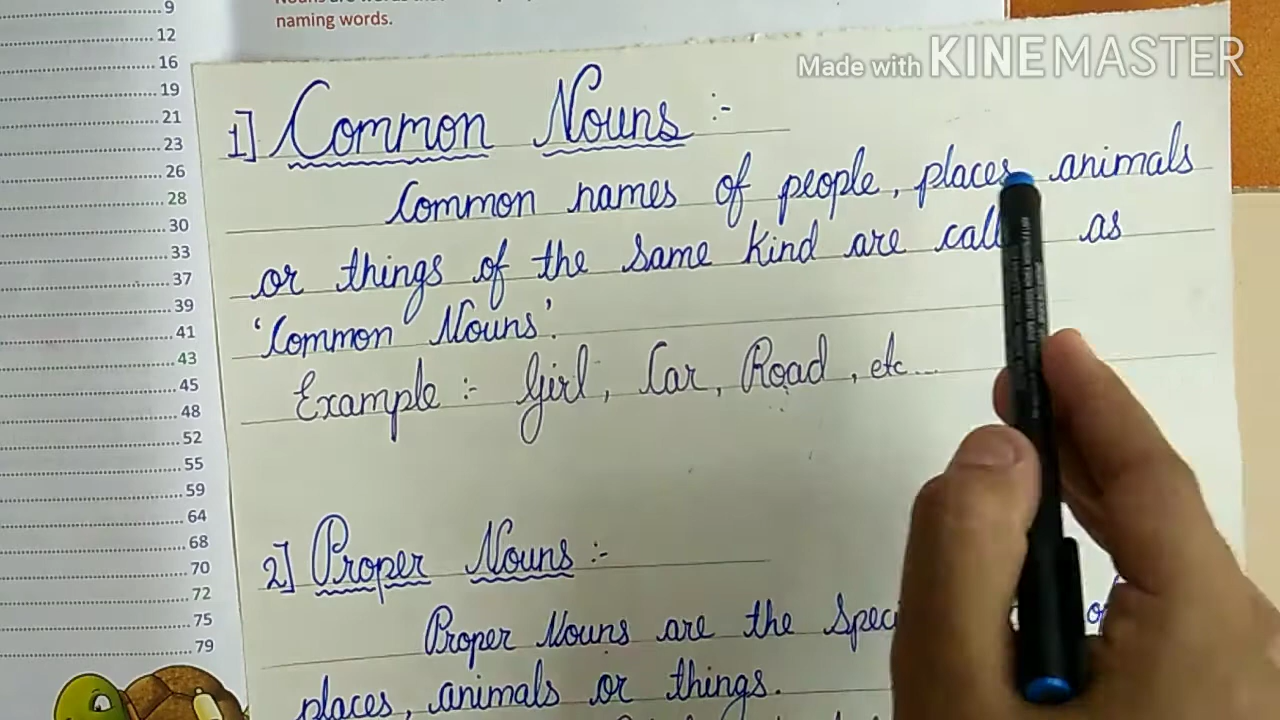 9
12
16
19
21
23
26
28
30
33
37
39
41
43
45
48
52
55
59
64
68
70
72
75
79
naming words.
Made with KINEMASTER
1] Common Nouns :-
Common names of people, places animals
or things of the same kind are call as
'Common Nouns'.
Example :- Girl, Car, Road, etc...
2] Proper Nouns :-
Proper Nouns are the
places, animals or things.